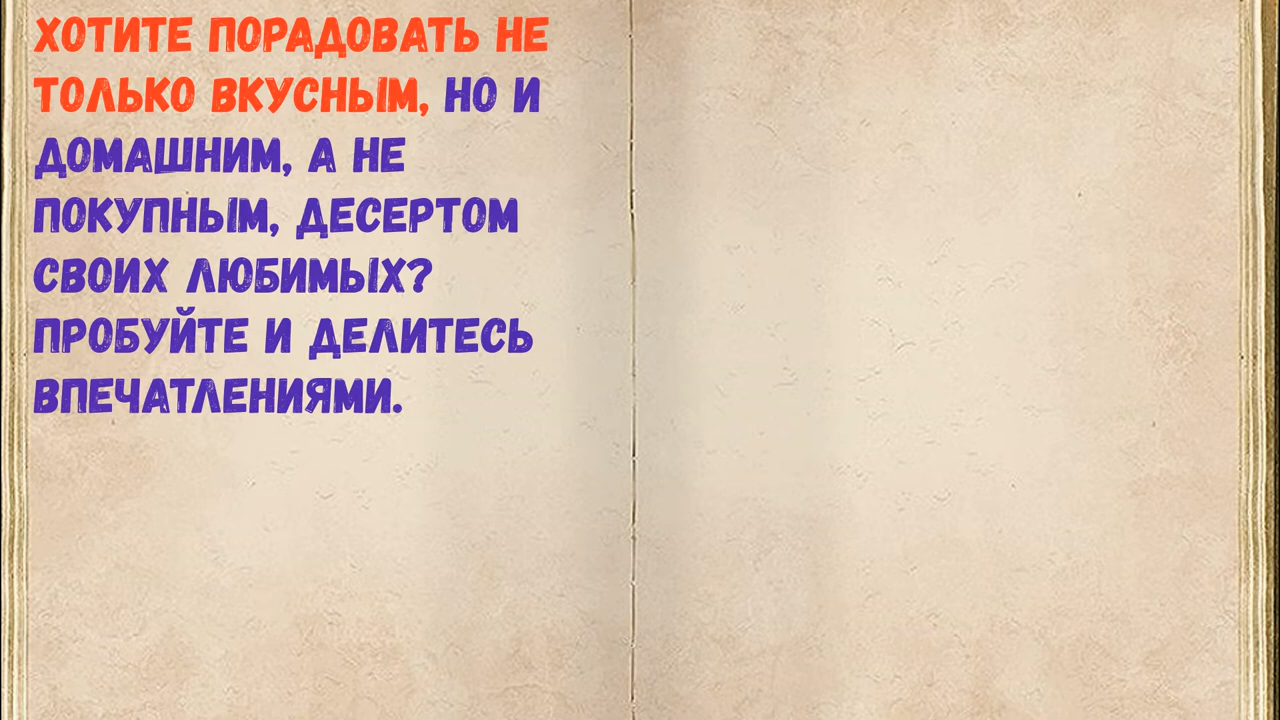 ХОТИТЕ ПОРАДОВАТЬ НЕ
ТОЛЬКО ВКУСНЫМ, НО И
ДОМАШНИМ, А НЕ
ПОКУПНЫМ, ДЕСЕРТОМ
СВОИХ ЛЮБИМЫХ?
ПРОБУЙТЕ И ДЕЛИТЕСЬ
ВПЕЧАТЛЕНИЯМИ.